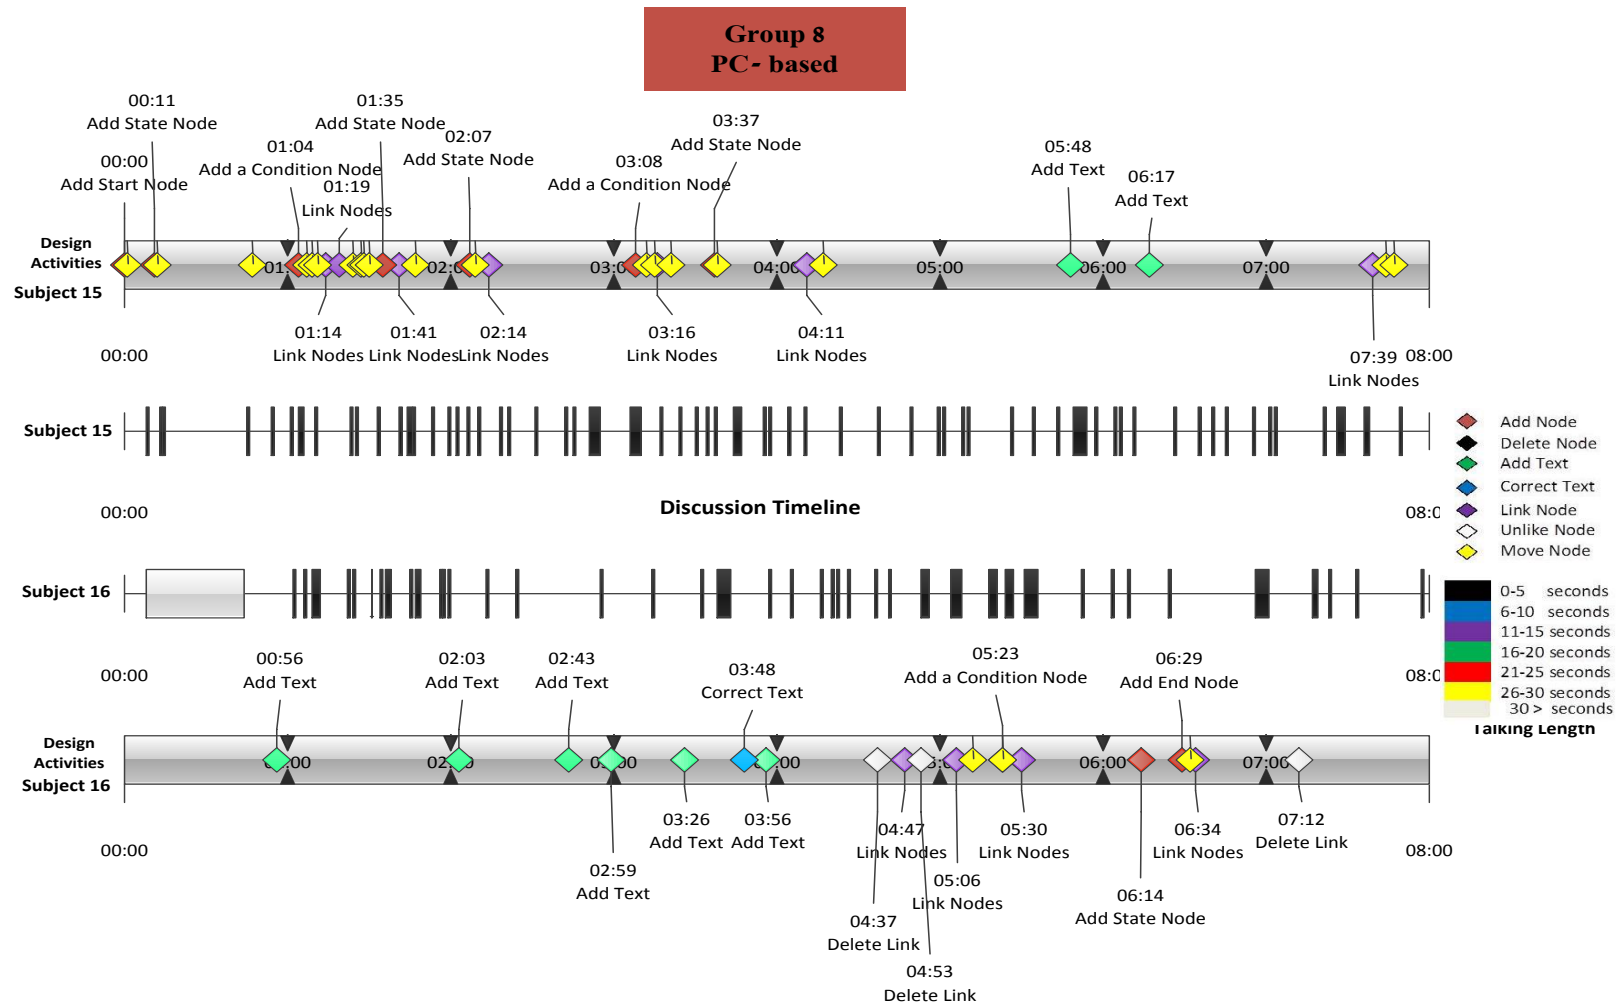 Group 8
PC- based
00:11
Add State Node
01:35
Add State Node
03:37
Add State Node
02:07
Add State Node
00:00
Add Start Node
01:04
Add a Condition Node
01:19
Link Nodes
03:08
Add a Condition Node
05:48
Add Text
06:17
Add Text
Design
Activities
Subject 15
04:00
05:00
06:00
07:00
01:14
Link Nodes
01:41
Link Nodes
02:14
Link Nodes
03:16
Link Nodes
04:11
Link Nodes
07:39
Link Nodes
00:00
08:00
Subject 15
00:00
Discussion Timeline
08:0
Subject 16
00:00
08:0
Add Node
Delete Node
Add Text
Correct Text
Link Node
Unlike Node
Move Node
0-5 seconds
6-10 seconds
11-15 seconds
16-20 seconds
21-25 seconds
26-30 seconds
30 > seconds
Talking Length
00:56
Add Text
02:03
Add Text
02:43
Add Text
03:48
Correct Text
05:23
Add a Condition Node
06:29
Add End Node
Design
Activities
Subject 16
06:00
07:00
02:59
Add Text
03:26
Add Text
03:56
Add Text
04:37
Delete Link
04:47
Link Nodes
04:53
Delete Link
05:06
Link Nodes
05:30
Link Nodes
06:14
Add State Node
06:34
Link Nodes
07:12
Delete Link
00:00
08:00